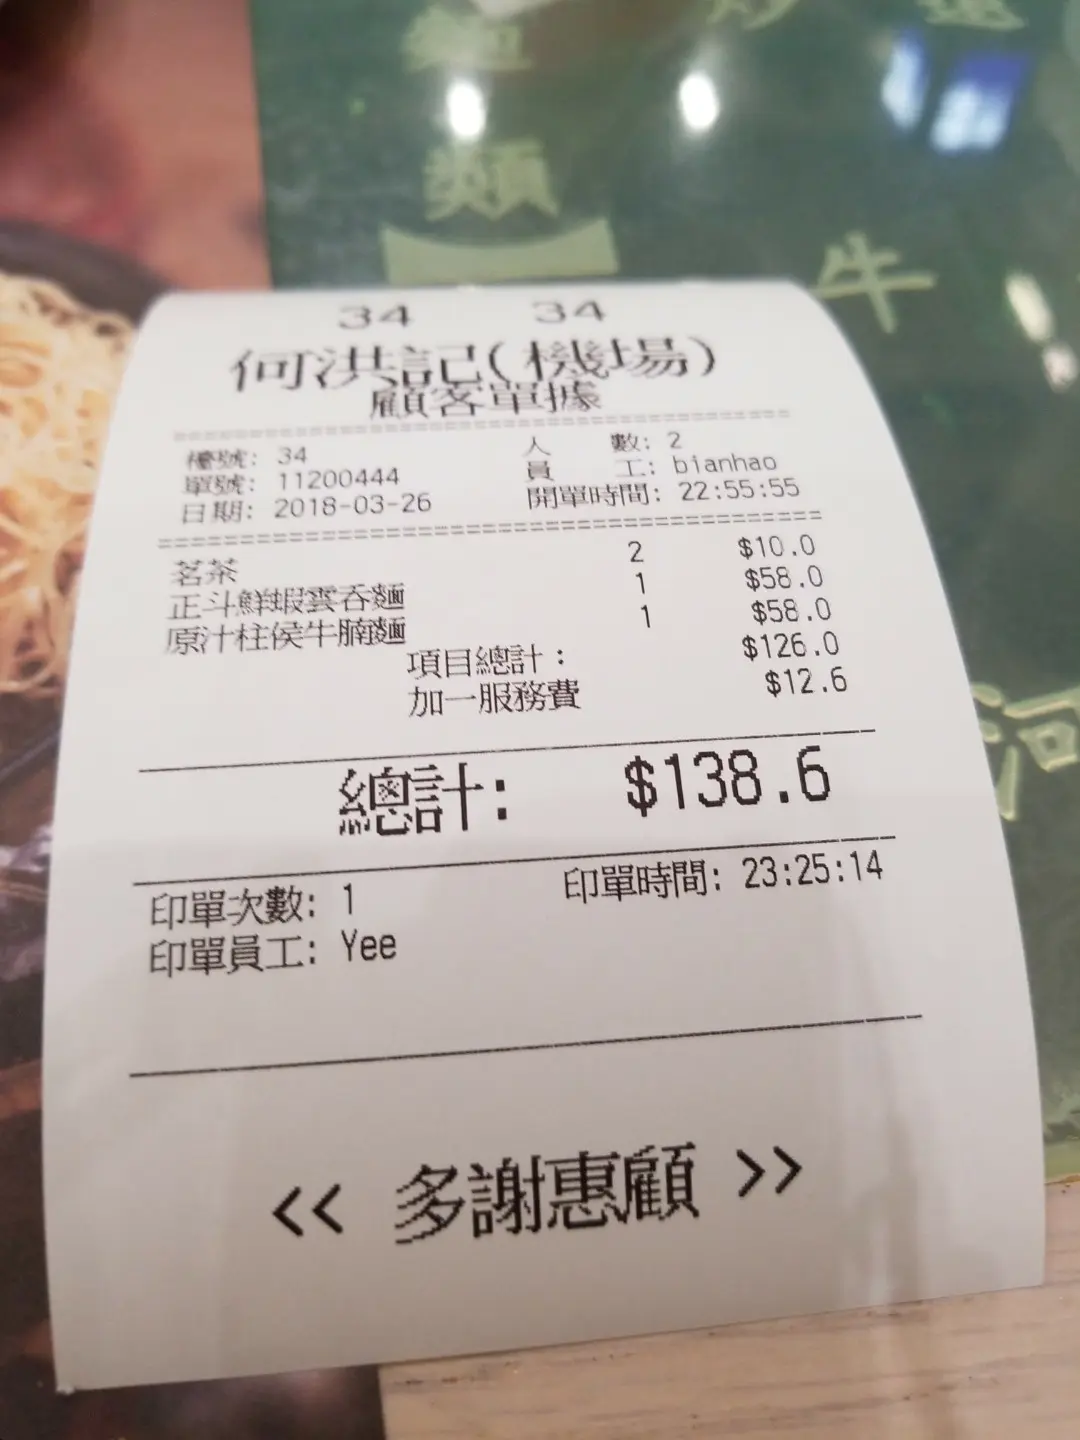 麵
類
牛
河
34 34
何洪記(機場)
顧客單據
檯號: 34 人 數: 2
單號: 11200444 員 工: bianhao
日期: 2018-03-26 開單時間: 22:55:55
茗茶 2 $10.0
正斗鮮蝦雲吞麵 1 $58.0
原汁柱侯牛腩麵 1 $58.0
項目總計: $126.0
加一服務費 $12.6
總計: $138.6
印單次數: 1 印單時間: 23:25:14
印單員工: Yee
<< 多謝惠顧 >>